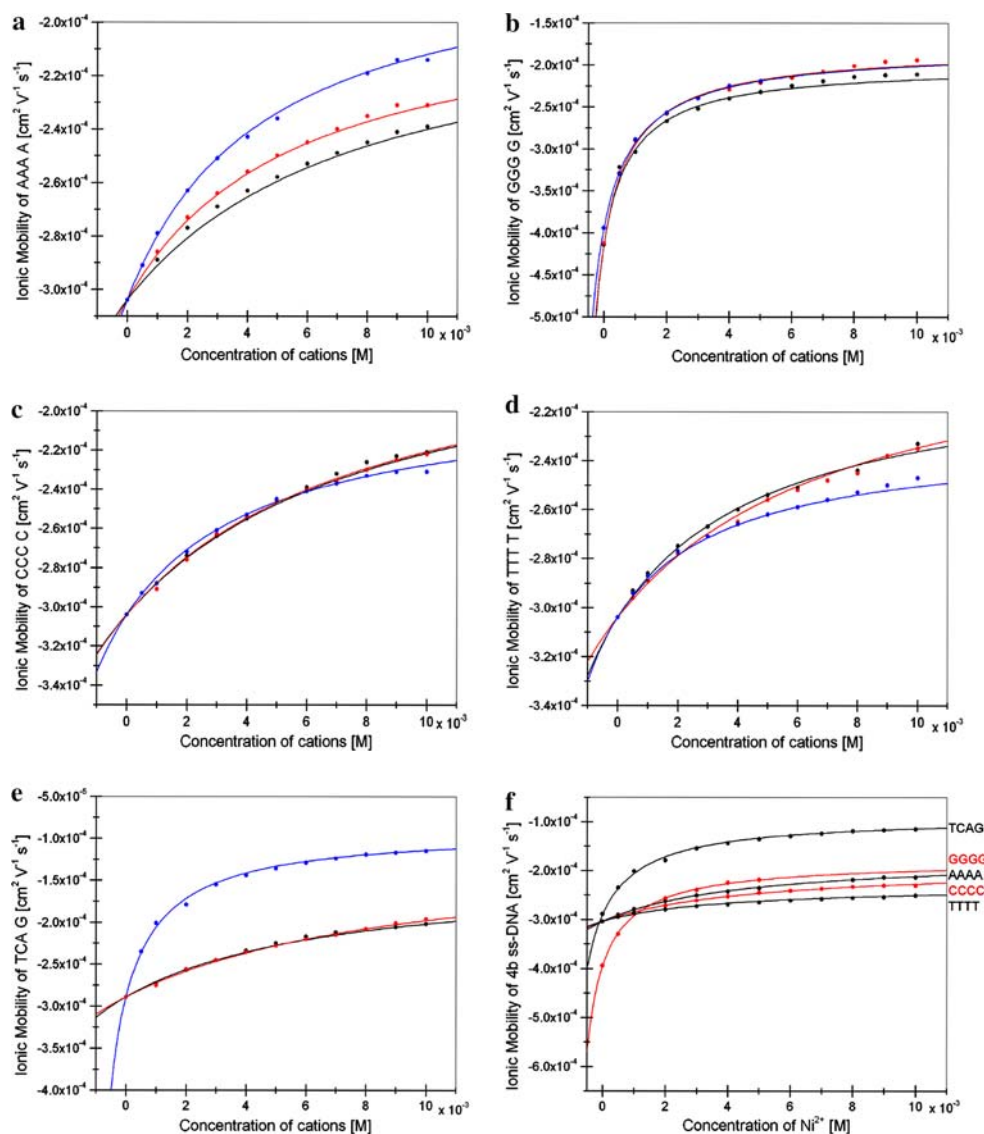 a
Ionic Mobility of AAA A [cm² V⁻¹ s⁻¹]
-2.0x10⁻⁴
-2.2x10⁻⁴
-2.4x10⁻⁴
-2.6x10⁻⁴
-2.8x10⁻⁴
-3.0x10⁻⁴
0 2 4 6 8 10 x 10⁻³
Concentration of cations [M]
b
Ionic Mobility of GGG G [cm² V⁻¹ s⁻¹]
-1.5x10⁻⁴
-2.0x10⁻⁴
-2.5x10⁻⁴
-3.0x10⁻⁴
-3.5x10⁻⁴
-4.0x10⁻⁴
-4.5x10⁻⁴
-5.0x10⁻⁴
0 2 4 6 8 10 x 10⁻³
Concentration of cations [M]
c
Ionic Mobility of CCC C [cm² V⁻¹ s⁻¹]
-2.0x10⁻⁴
-2.2x10⁻⁴
-2.4x10⁻⁴
-2.6x10⁻⁴
-2.8x10⁻⁴
-3.0x10⁻⁴
-3.2x10⁻⁴
-3.4x10⁻⁴
0 2 4 6 8 10 x 10⁻³
Concentration of cations [M]
d
Ionic Mobility of TTT T [cm² V⁻¹ s⁻¹]
-2.2x10⁻⁴
-2.4x10⁻⁴
-2.6x10⁻⁴
-2.8x10⁻⁴
-3.0x10⁻⁴
-3.2x10⁻⁴
-3.4x10⁻⁴
0 2 4 6 8 10 x 10⁻³
Concentration of cations [M]
e
Ionic Mobility of TCA G [cm² V⁻¹ s⁻¹]
-5.0x10⁻⁵
-1.0x10⁻⁴
-1.5x10⁻⁴
-2.0x10⁻⁴
-2.5x10⁻⁴
-3.0x10⁻⁴
-3.5x10⁻⁴
-4.0x10⁻⁴
0 2 4 6 8 10 x 10⁻³
Concentration of cations [M]
f
Ionic Mobility of 4b ss-DNA [cm² V⁻¹ s⁻¹]
-1.0x10⁻⁴
-2.0x10⁻⁴
-3.0x10⁻⁴
-4.0x10⁻⁴
-5.0x10⁻⁴
-6.0x10⁻⁴
TCAG
GGGG
AAAA
CCCC
TTTT
0 2 4 6 8 10 x 10⁻³
Concentration of Ni²⁺ [M]